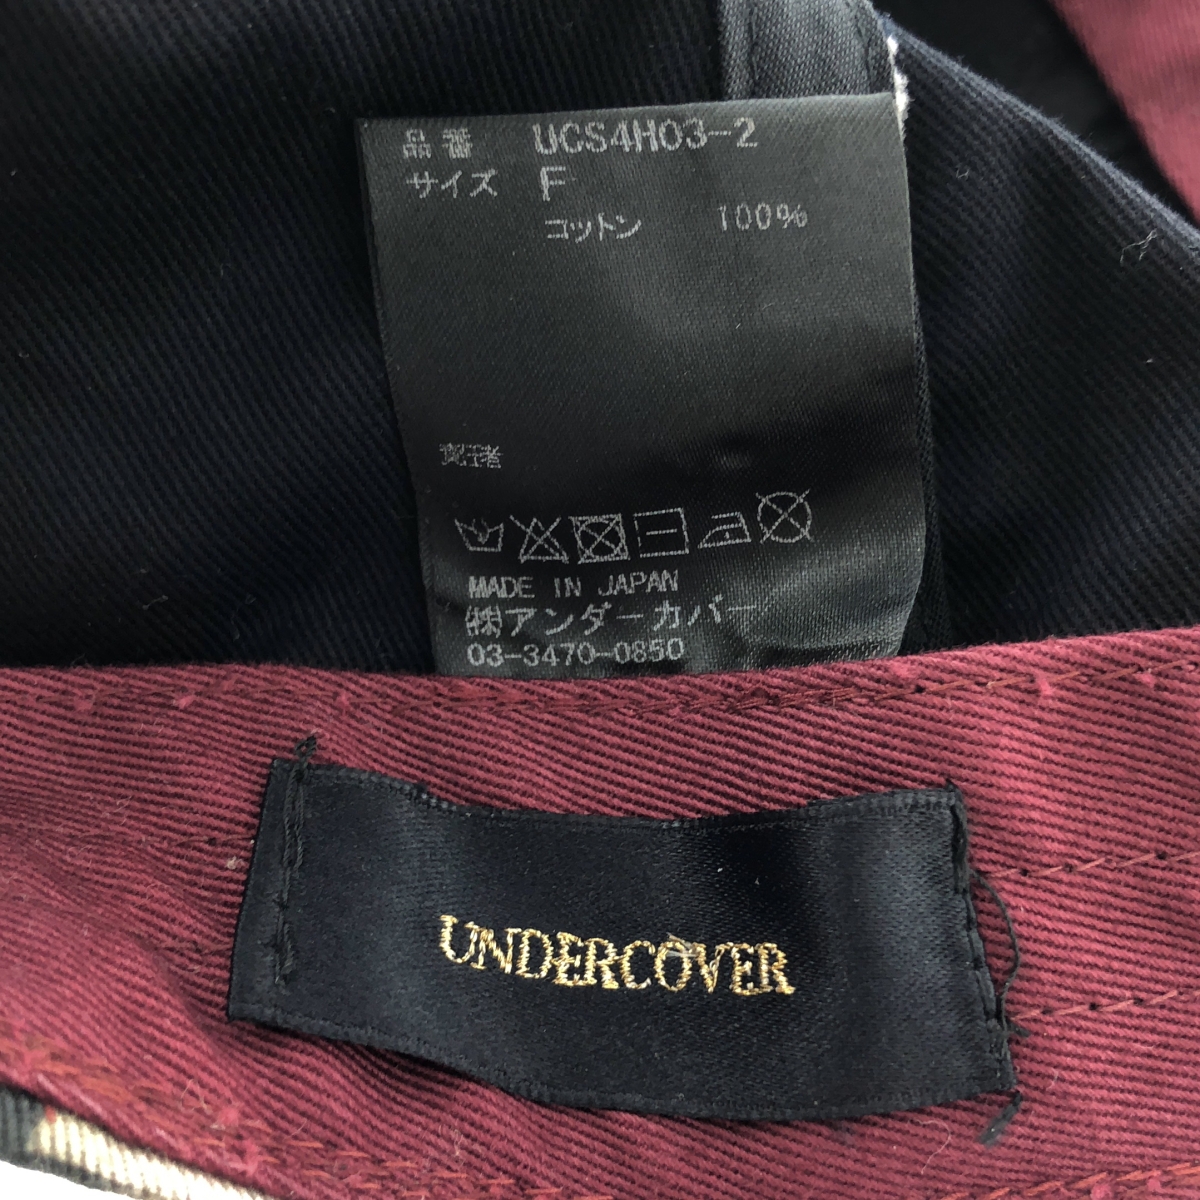 品番 UCS4H03-2
サイズ F
コットン 100%
MADE IN JAPAN
㈱アンダーカバー
03-3470-0850
UNDERCOVER